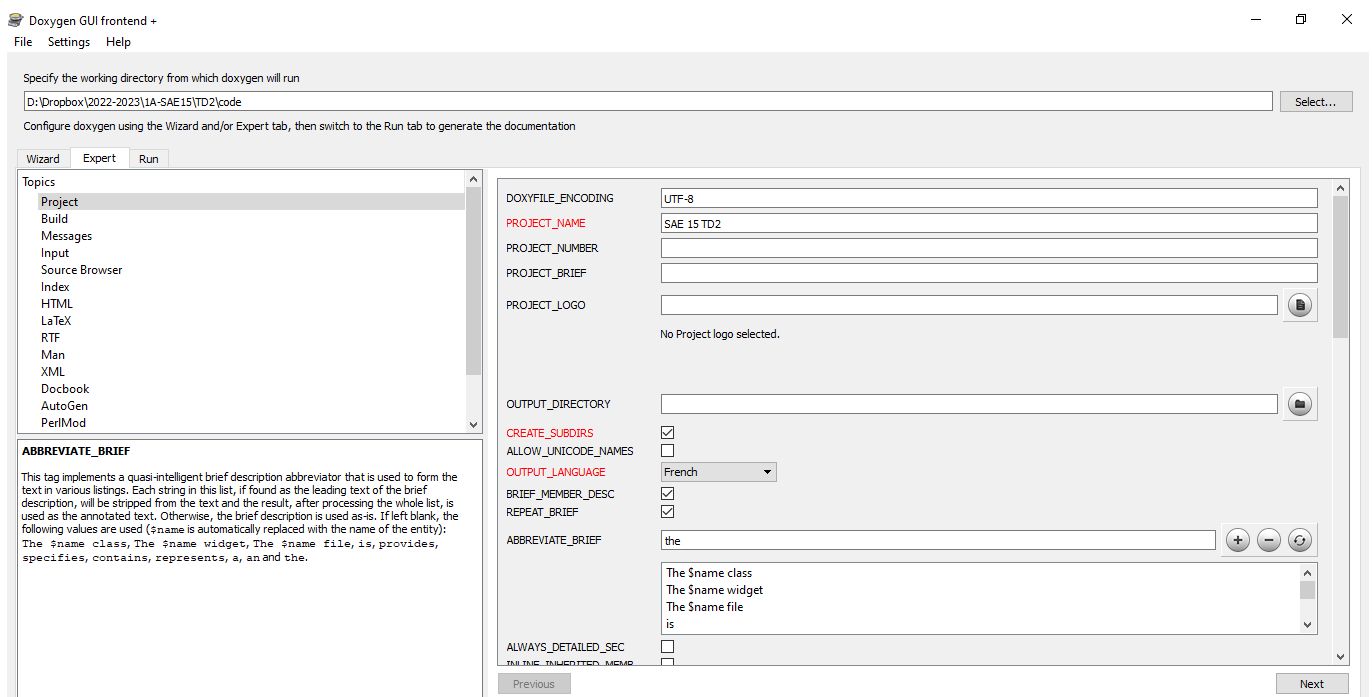 Doxygen GUI frontend +
File Settings Help
Specify the working directory from which doxygen will run
D:\Dropbox\2022-2023\1A-SAE15\TD2\code
Select...
Configure doxygen using the Wizard and/or Expert tab, then switch to the Run tab to generate the documentation
Wizard Expert Run
Topics
Project
Build
Messages
Input
Source Browser
Index
HTML
LaTeX
RTF
Man
XML
Docbook
AutoGen
PerlMod
ABBREVIATE_BRIEF
This tag implements a quasi-intelligent brief description abbreviator that is used to form the
text in various listings. Each string in this list, if found as the leading text of the brief
description, will be stripped from the text and the result, after processing the whole list, is
used as the annotated text. Otherwise, the brief description is used as-is. If left blank, the
following values are used ($name is automatically replaced with the name of the entity):
The $name class, The $name widget, The $name file, is, provides,
specifies, contains, represents, a, an and the.
DOXYFILE_ENCODING UTF-8
PROJECT_NAME SAE 15 TD2
PROJECT_NUMBER
PROJECT_BRIEF
PROJECT_LOGO
No Project logo selected.
OUTPUT_DIRECTORY
CREATE_SUBDIRS
ALLOW_UNICODE_NAMES
OUTPUT_LANGUAGE French
BRIEF_MEMBER_DESC
REPEAT_BRIEF
ABBREVIATE_BRIEF the
The $name class
The $name widget
The $name file
is
ALWAYS_DETAILED_SEC
INLINE_INHERITED_MEMB
Previous Next